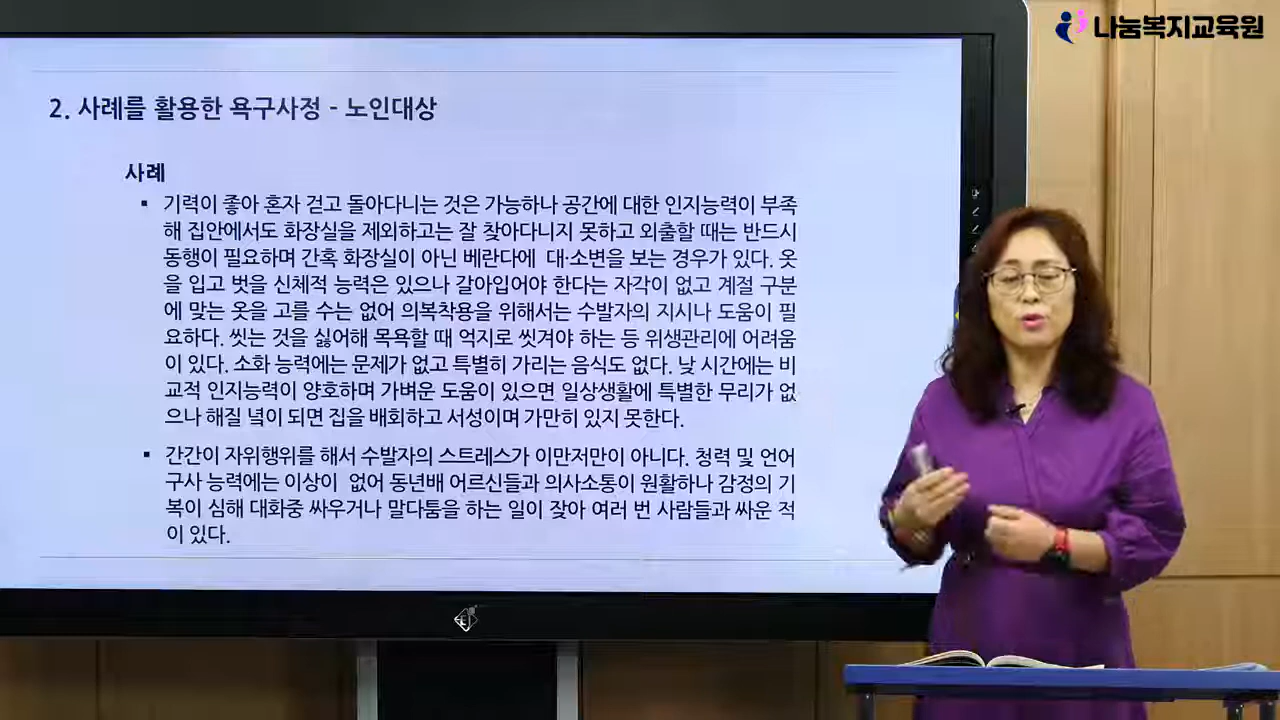 나눔복지교육원
2. 사례를 활용한 욕구사정 - 노인대상
사례
▪ 기력이 좋아 혼자 걷고 돌아다니는 것은 가능하나 공간에 대한 인지능력이 부족
해 집안에서도 화장실을 제외하고는 잘 찾아다니지 못하고 외출할 때는 반드시
동행이 필요하며 간혹 화장실이 아닌 베란다에 대·소변을 보는 경우가 있다. 옷
을 입고 벗을 신체적 능력은 있으나 갈아입어야 한다는 자각이 없고 계절 구분
에 맞는 옷을 고를 수는 없어 의복착용을 위해서는 수발자의 지시나 도움이 필
요하다. 씻는 것을 싫어해 목욕할 때 억지로 씻겨야 하는 등 위생관리에 어려움
이 있다. 소화 능력에는 문제가 없고 특별히 가리는 음식도 없다. 낮 시간에는 비
교적 인지능력이 양호하며 가벼운 도움이 있으면 일상생활에 특별한 무리가 없
으나 해질 녘이 되면 집을 배회하고 서성이며 가만히 있지 못한다.
▪ 간간이 자위행위를 해서 수발자의 스트레스가 이만저만이 아니다. 청력 및 언어
구사 능력에는 이상이 없어 동년배 어르신들과 의사소통이 원활하나 감정의 기
복이 심해 대화중 싸우거나 말다툼을 하는 일이 잦아 여러 번 사람들과 싸운 적
이 있다.